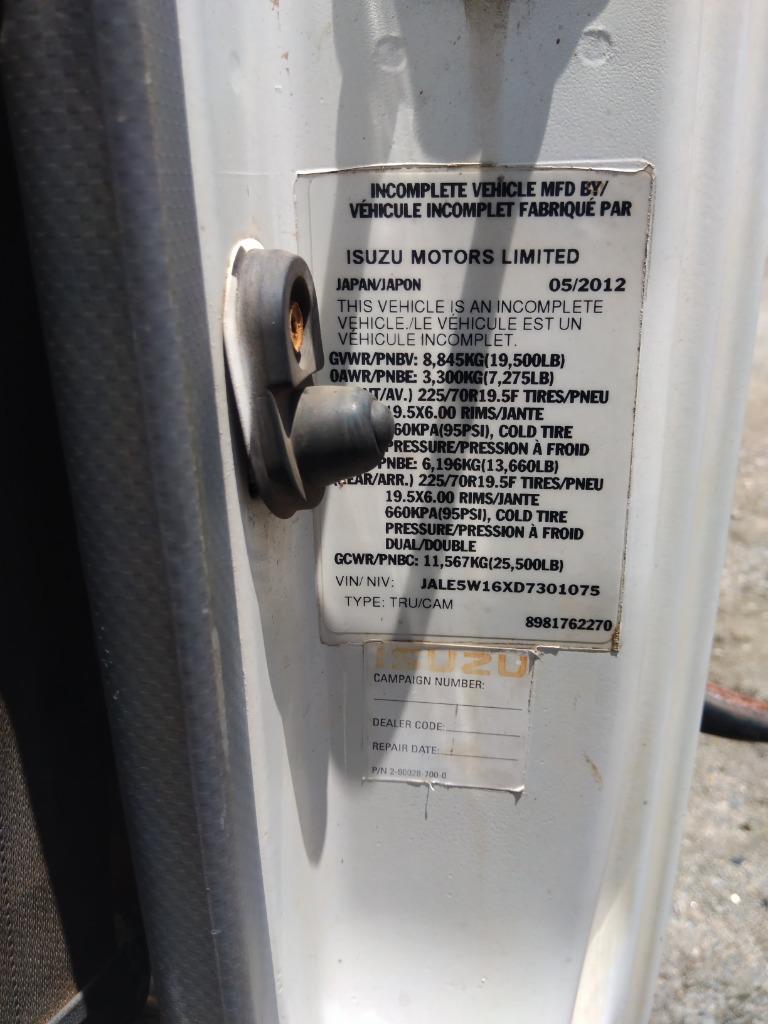 INCOMPLETE VEHICLE MFD BY/
VÉHICULE INCOMPLET FABRIQUÉ PAR
ISUZU MOTORS LIMITED
JAPAN/JAPON 05/2012
THIS VEHICLE IS AN INCOMPLETE
VEHICLE./LE VÉHICULE EST UN
VÉHICULE INCOMPLET.
GVWR/PNBV: 8,845KG(19,500LB)
GAWR/PNBE: 3,300KG(7,275LB)
T/AV.) 225/70R19.5F TIRES/PNEU
19.5X6.00 RIMS/JANTE
60KPA(95PSI), COLD TIRE
PRESSURE/PRESSION À FROID
PNBE: 6,196KG(13,660LB)
EAR/ARR.) 225/70R19.5F TIRES/PNEU
19.5X6.00 RIMS/JANTE
660KPA(95PSI), COLD TIRE
PRESSURE/PRESSION À FROID
DUAL/DOUBLE
GCWR/PNBC: 11,567KG(25,500LB)
VIN/NIV: JALE5W16XD7301075
TYPE: TRU/CAM
8981762270
ISUZU
CAMPAIGN NUMBER:
DEALER CODE:
REPAIR DATE:
P/N 2-90028-700-0